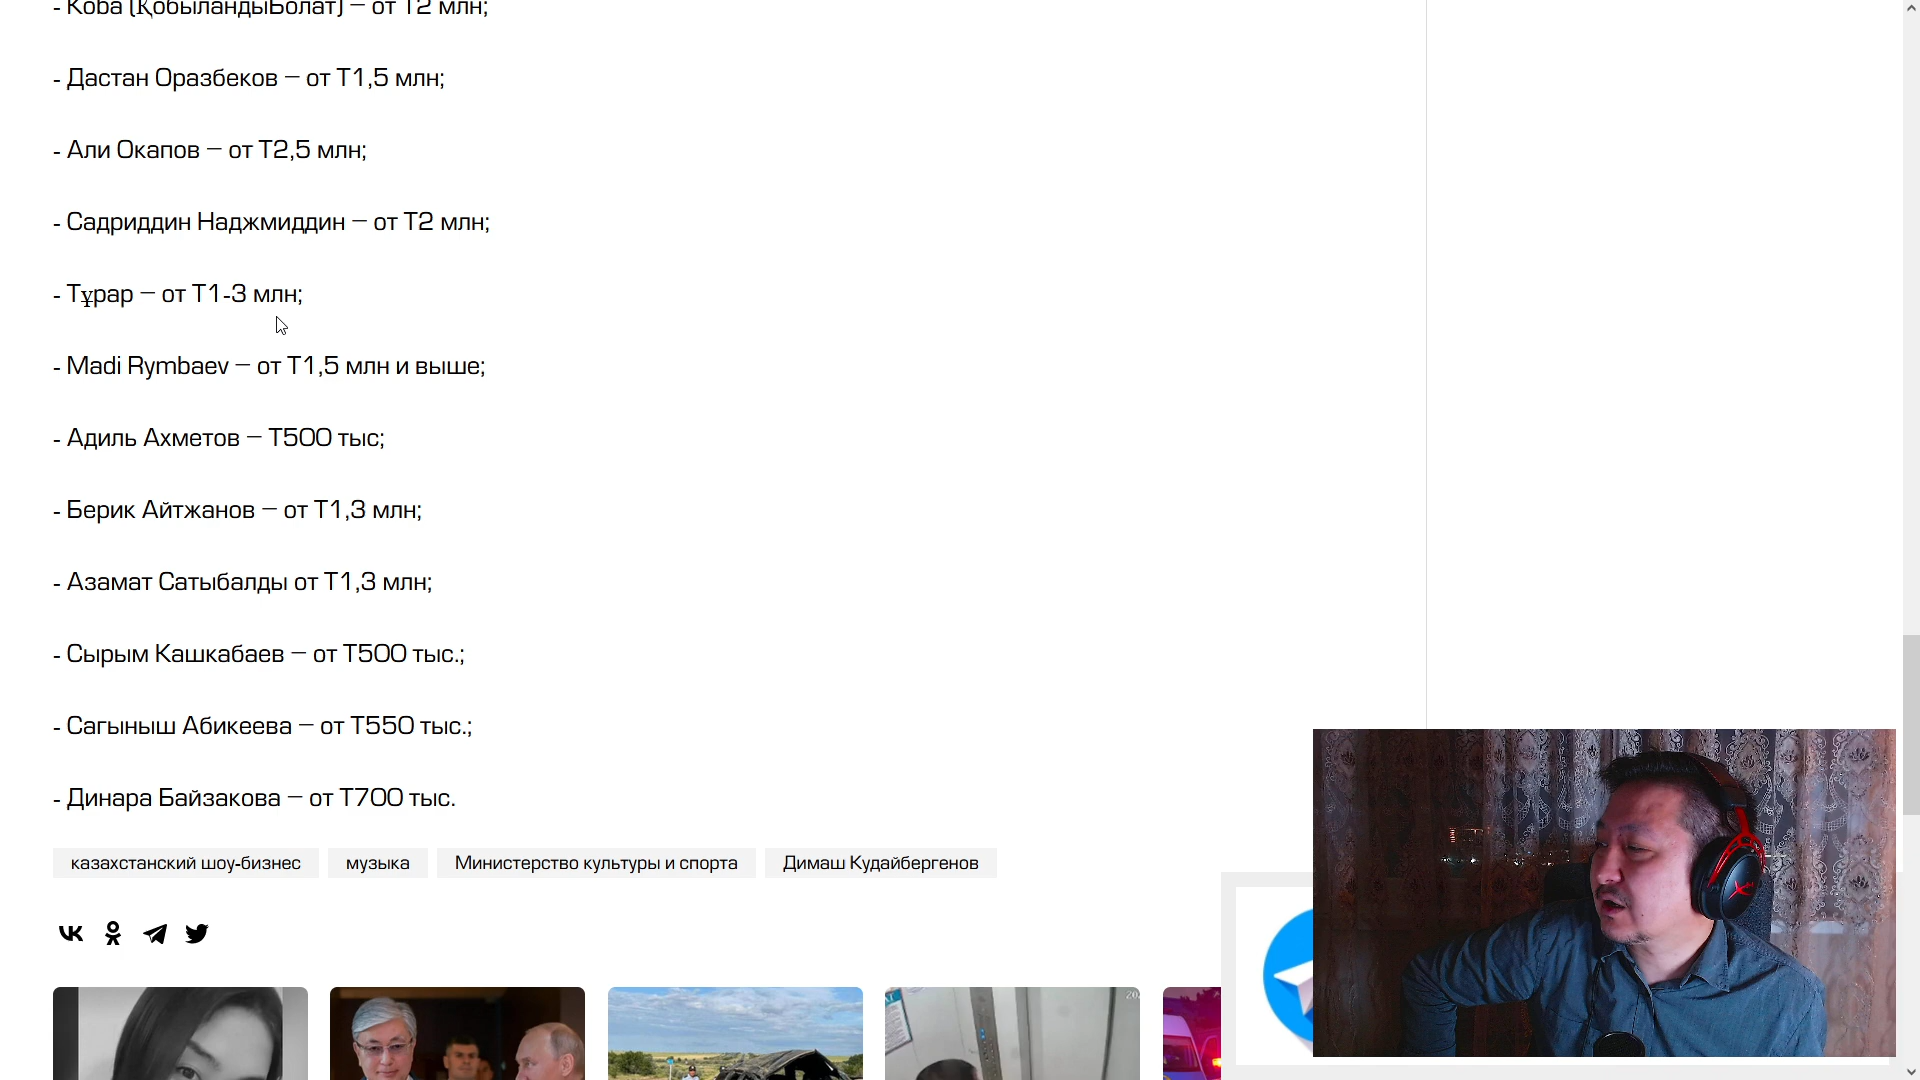 - Koba (ҚобыландыБолат) – от Т2 млн;
- Дастан Оразбеков – от Т1,5 млн;
- Али Окапов – от Т2,5 млн;
- Садриддин Наджмиддин – от Т2 млн;
- Тұрар – от Т1-3 млн;
- Madi Rymbaev – от Т1,5 млн и выше;
- Адиль Ахметов – Т500 тыс;
- Берик Айтжанов – от Т1,3 млн;
- Азамат Сатыбалды от Т1,3 млн;
- Сырым Кашкабаев – от Т500 тыс.;
- Сагыныш Абикеева – от Т550 тыс.;
- Динара Байзакова – от Т700 тыс.
казахстанский шоу-бизнес музыка Министерство культуры и спорта Димаш Кудайбергенов